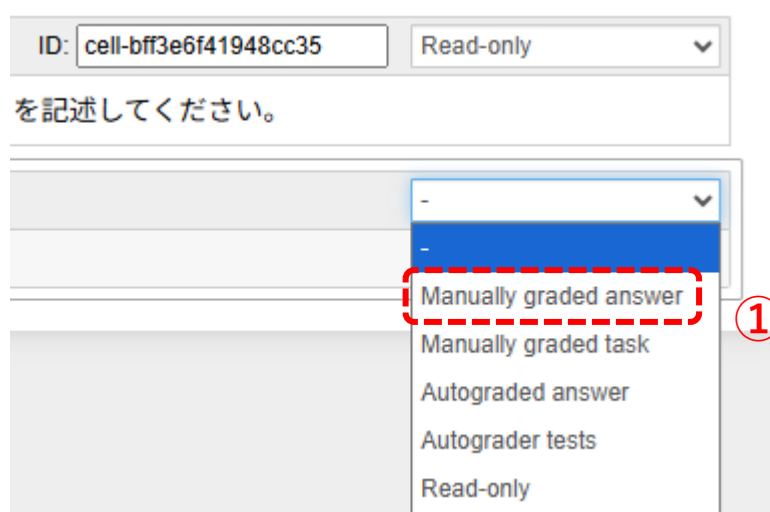 ID: cell-bff3e6f41948cc35 Read-only
を記述してください。
-
-
Manually graded answer
①
Manually graded task
Autograded answer
Autograder tests
Read-only